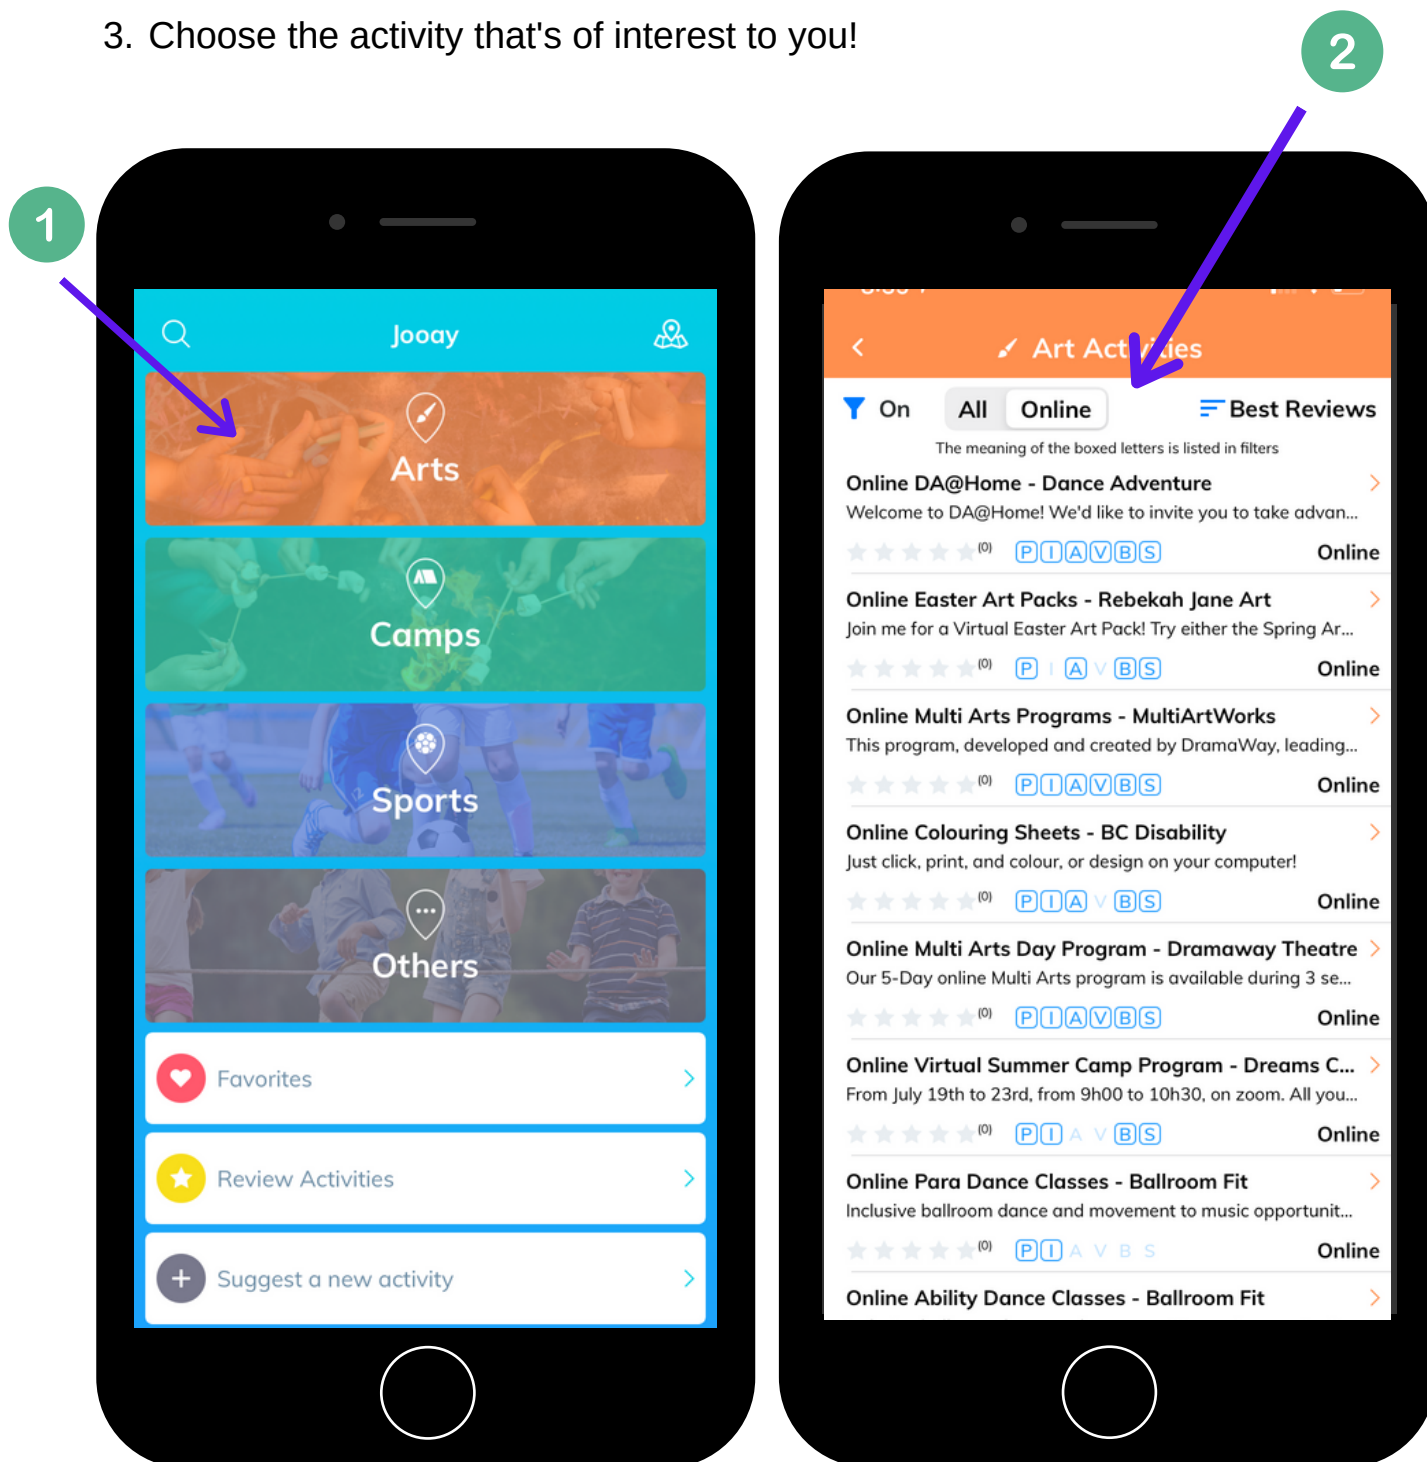 3. Choose the activity that's of interest to you!
2
1
Jooay
Arts
Camps
Sports
Others
Favorites
Review Activities
Suggest a new activity
Art Activities
On All Online Best Reviews
The meaning of the boxed letters is listed in filters
Online DA@Home - Dance Adventure
Welcome to DA@Home! We'd like to invite you to take advan...
(0) P I A V B S Online
Online Easter Art Packs - Rebekah Jane Art
Join me for a Virtual Easter Art Pack! Try either the Spring Ar...
(0) P I A V B S Online
Online Multi Arts Programs - MultiArtWorks
This program, developed and created by DramaWay, leading...
(0) P I A V B S Online
Online Colouring Sheets - BC Disability
Just click, print, and colour, or design on your computer!
(0) P I A V B S Online
Online Multi Arts Day Program - Dramaway Theatre
Our 5-Day online Multi Arts program is available during 3 se...
(0) P I A V B S Online
Online Virtual Summer Camp Program - Dreams C...
From July 19th to 23rd, from 9h00 to 10h30, on zoom. All you...
(0) P I A V B S Online
Online Para Dance Classes - Ballroom Fit
Inclusive ballroom dance and movement to music opportunit...
(0) P I A V B S Online
Online Ability Dance Classes - Ballroom Fit